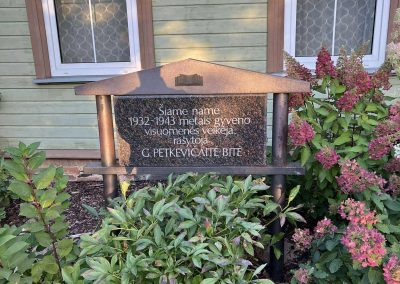 Šiame name
1932-1943 metais gyveno
visuomenės veikėja,
rašytoja
G. PETKEVIČAITĖ BITĖ